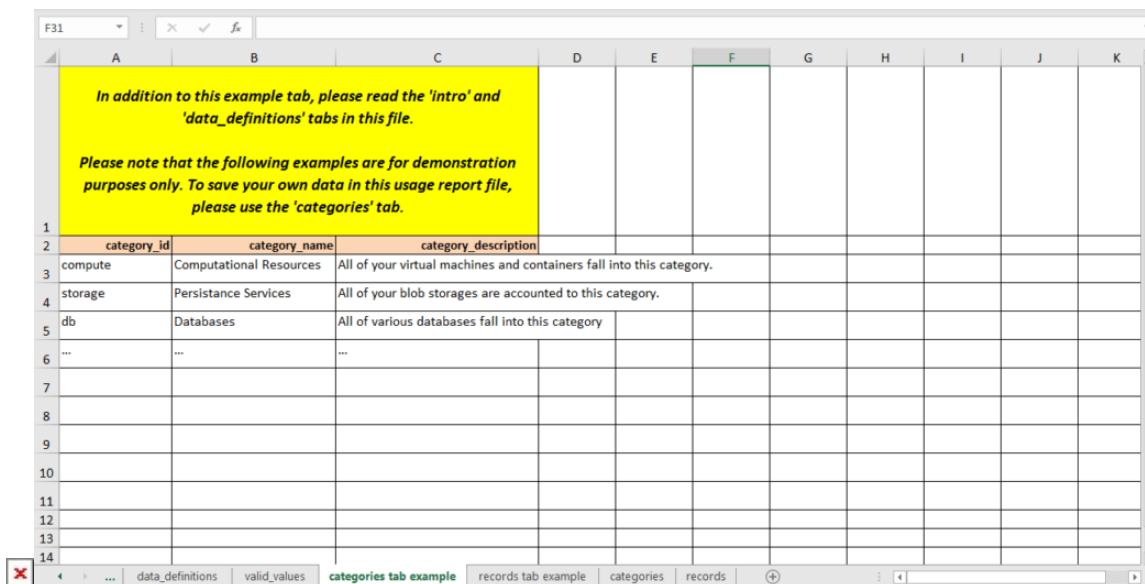 F31 fx
A B C D E F G H I J K
In addition to this example tab, please read the 'intro' and
'data_definitions' tabs in this file.
Please note that the following examples are for demonstration
purposes only. To save your own data in this usage report file,
please use the 'categories' tab.
1
2 category_id category_name category_description
3 compute Computational Resources All of your virtual machines and containers fall into this category.
4 storage Persistance Services All of your blob storages are accounted to this category.
5 db Databases All of various databases fall into this category
6 ... ... ...
7
8
9
10
11
12
13
14
... data_definitions valid_values categories tab example records tab example categories records